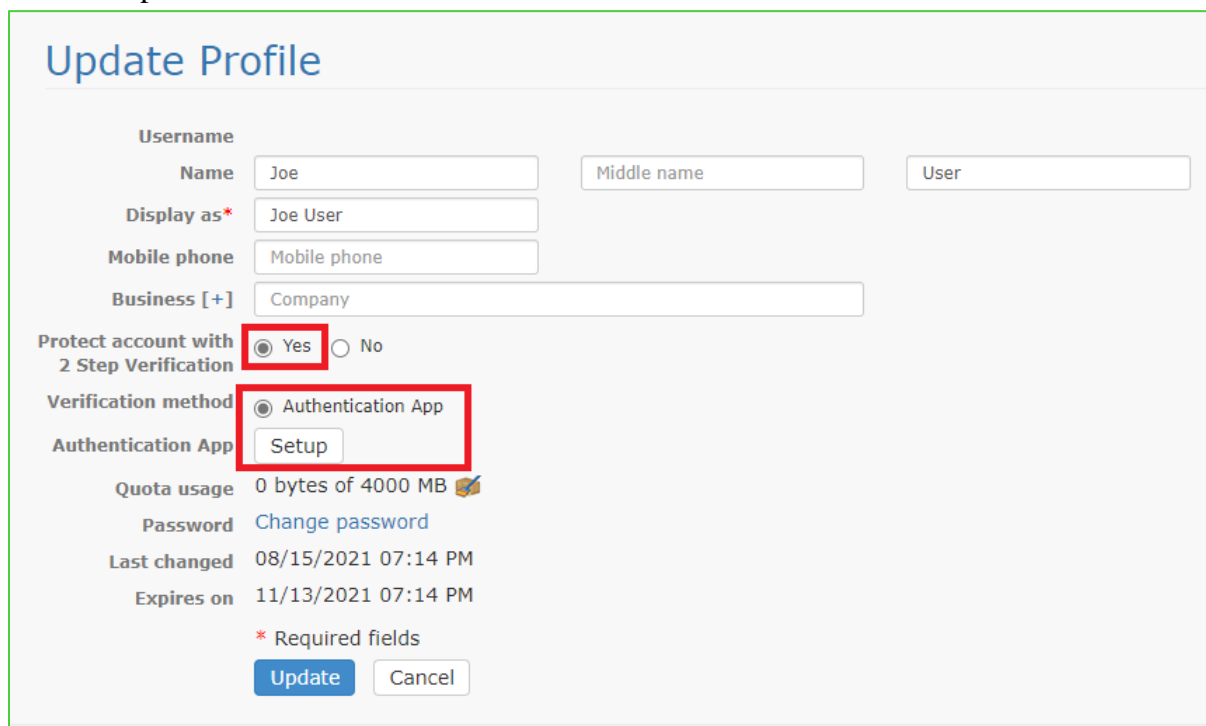 Update Profile
Username
Name Joe Middle name User
Display as* Joe User
Mobile phone Mobile phone
Business [+] Company
Protect account with
2 Step Verification Yes No
Verification method Authentication App
Authentication App Setup
Quota usage 0 bytes of 4000 MB
Password Change password
Last changed 08/15/2021 07:14 PM
Expires on 11/13/2021 07:14 PM
* Required fields
Update Cancel